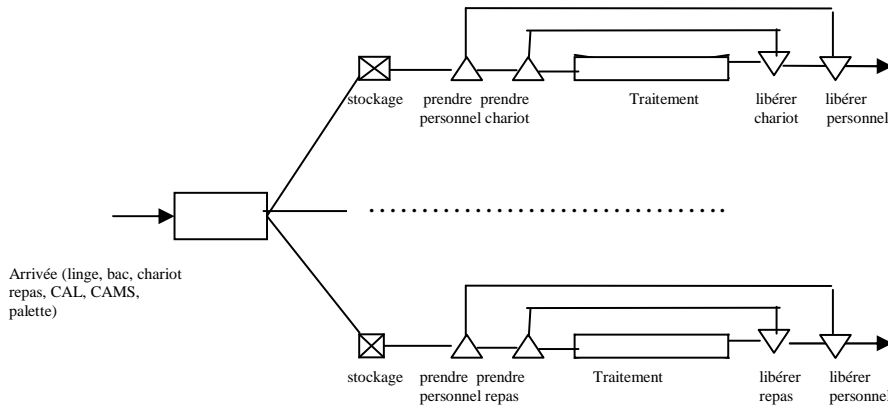 stockage
prendre prendre
personnel chariot
Traitement
libérer
chariot
libérer
personnel
Arrivée (linge, bac, chariot
repas, CAL, CAMS,
palette)
stockage
prendre prendre
personnel repas
Traitement
libérer
repas
libérer
personnel